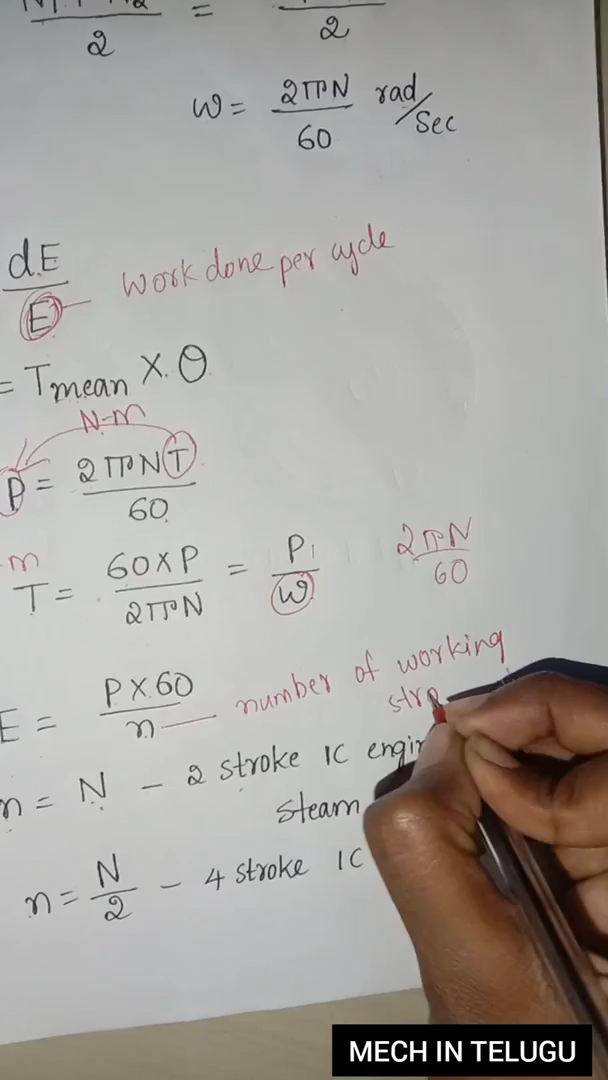 2 = 2
ω = 2πN/60 rad/Sec
dE/E — Work done per cycle
= Tmean × θ
N-m
P = 2πNT/60
m
T = 60×P/2πN = P/ω 2πN/60
E = P×60/n — number of working
n = N — 2 stroke IC
Steam
n = N/2 — 4 stroke IC
MECH IN TELUGU